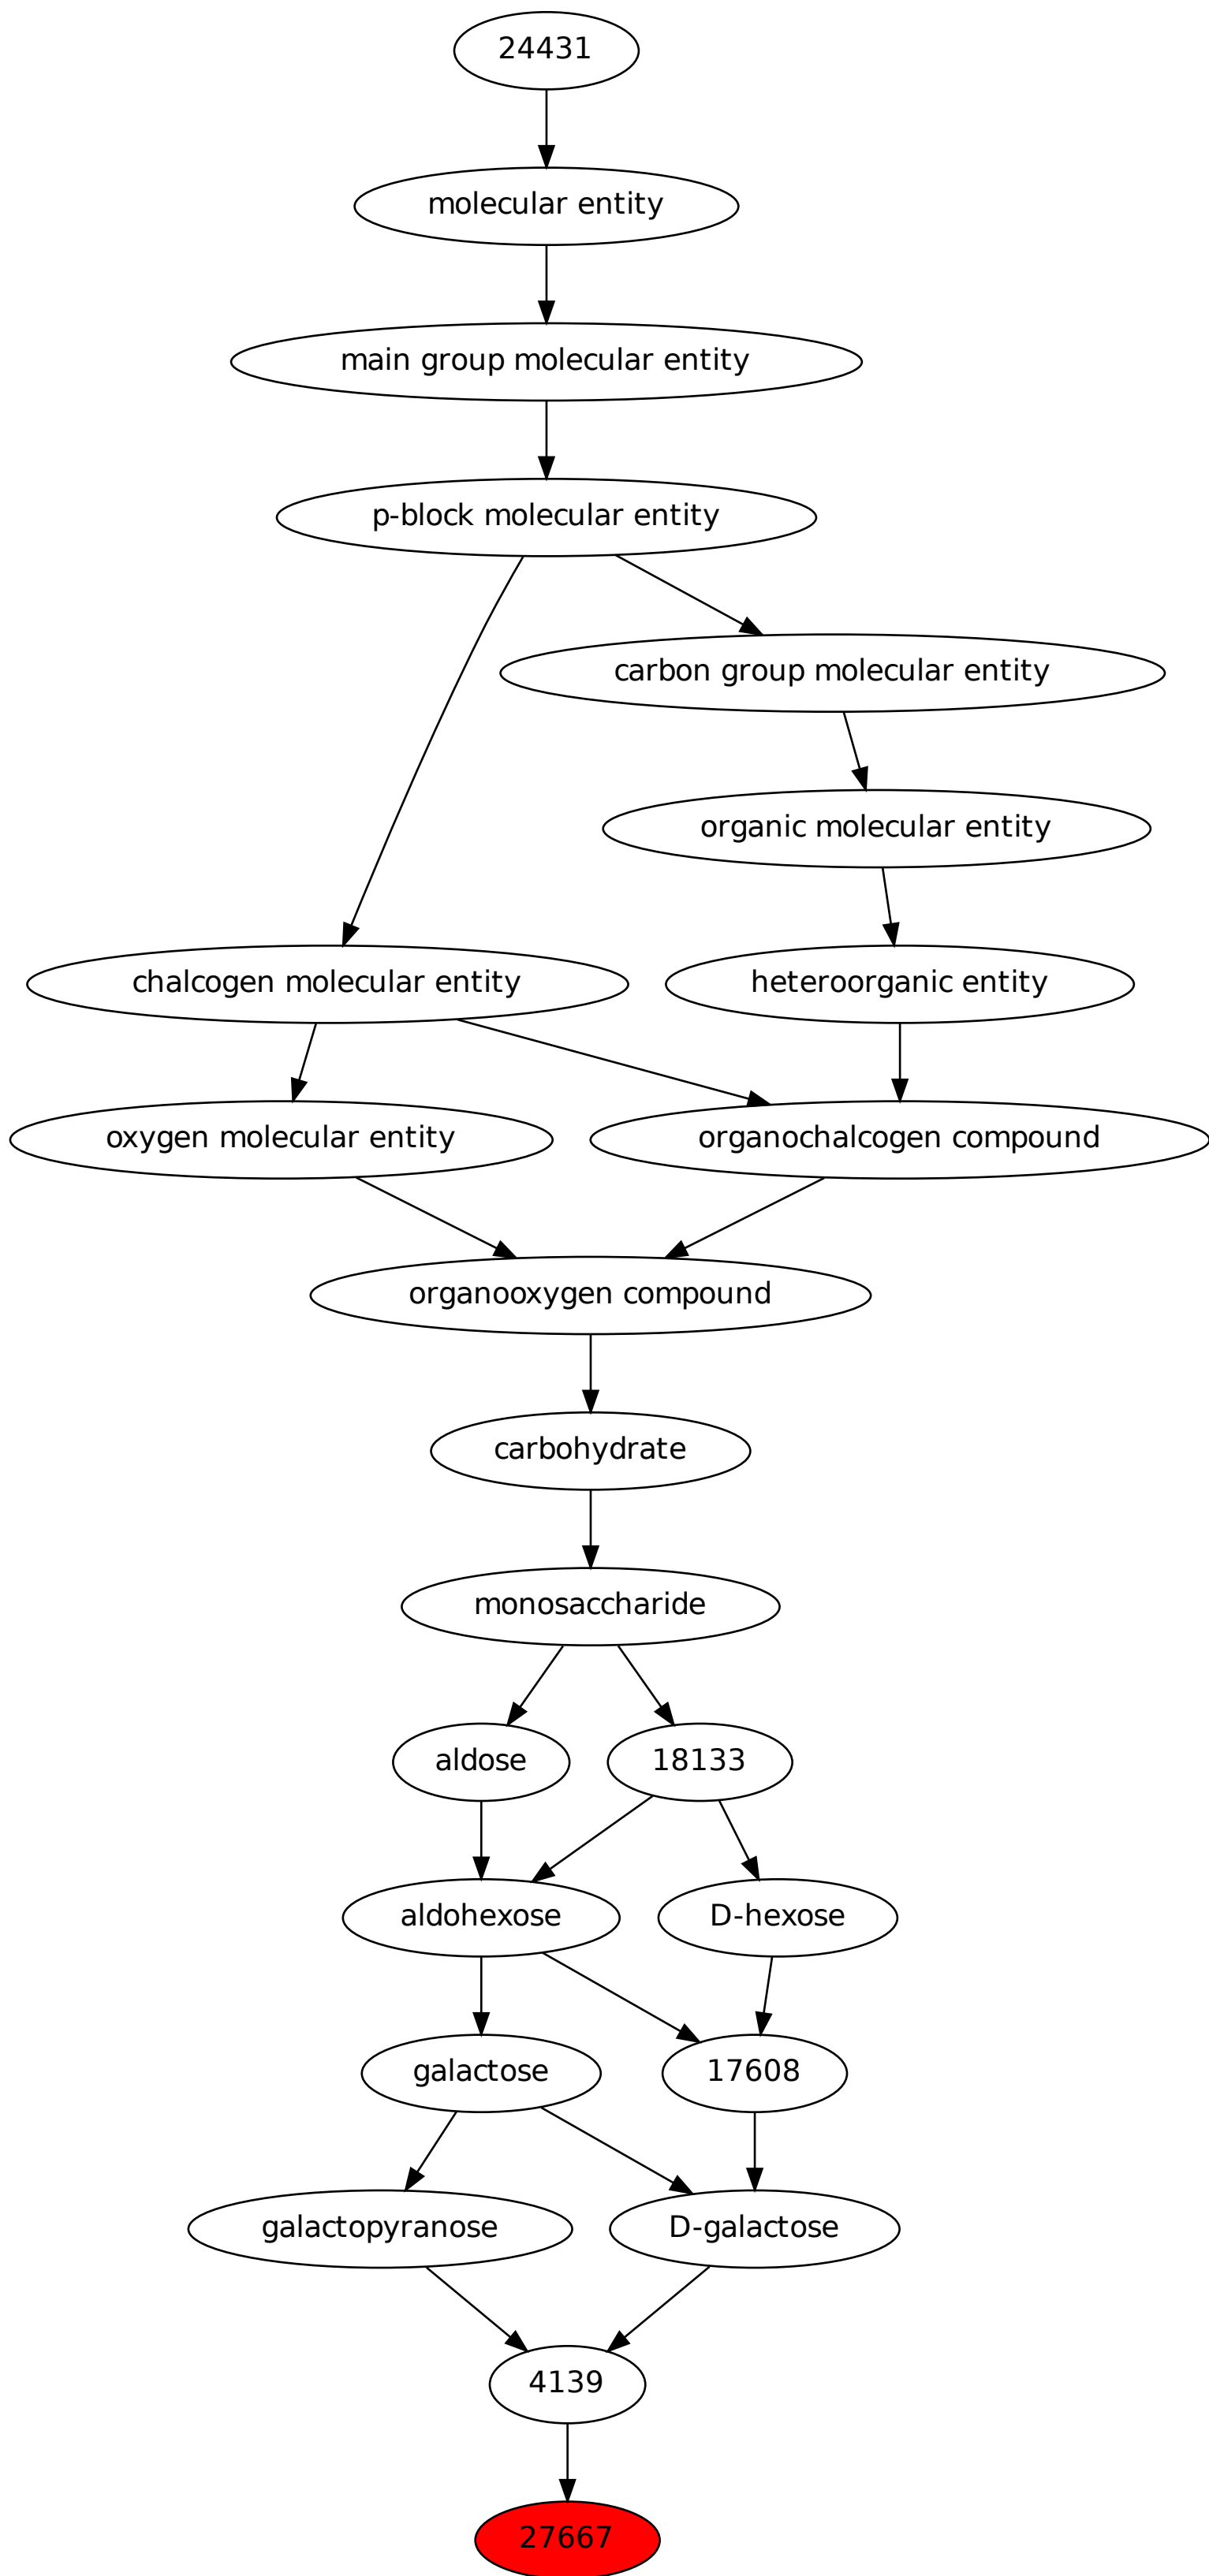 24431
molecular entity
main group molecular entity
p-block molecular entity
carbon group molecular entity
organic molecular entity
chalcogen molecular entity
heteroorganic entity
oxygen molecular entity
organochalcogen compound
organooxygen compound
carbohydrate
monosaccharide
aldose
18133
aldohexose
D-hexose
galactose
17608
galactopyranose
D-galactose
4139
27667